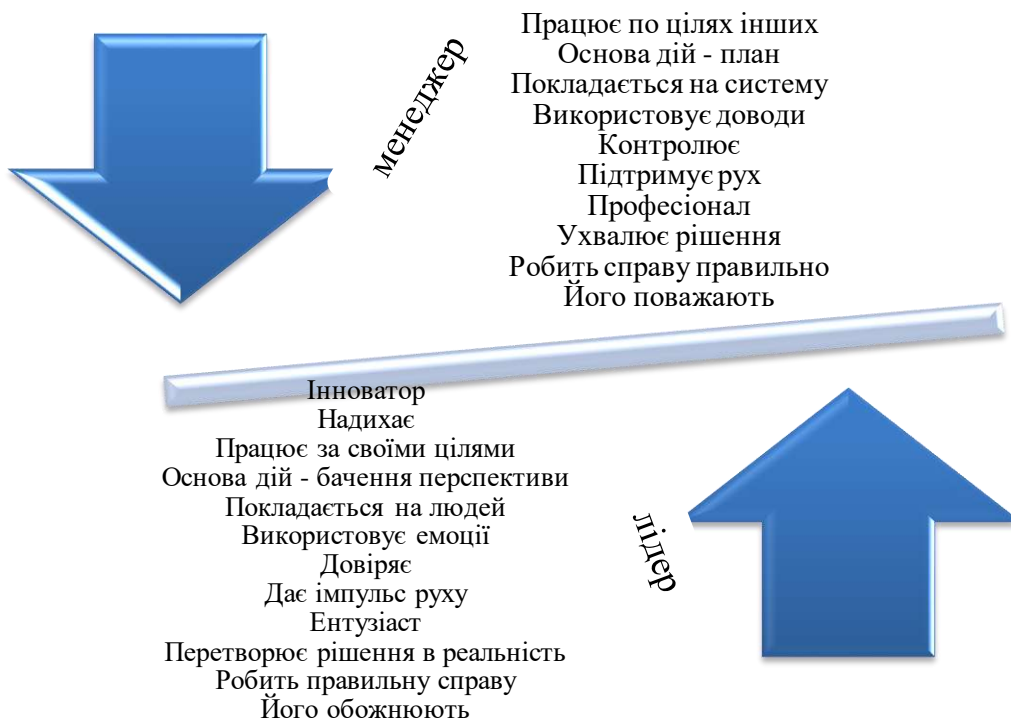 менеджер
Працює по цілях інших
Основа дій - план
Покладається на систему
Використовує доводи
Контролює
Підтримує рух
Професіонал
Ухвалює рішення
Робить справу правильно
Його поважають
Інноватор
Надихає
Працює за своїми цілями
Основа дій - бачення перспективи
Покладається на людей
Використовує емоції
Довіряє
Дає імпульс руху
Ентузіаст
Перетворює рішення в реальність
Робить правильну справу
Його обожнюють
лідер